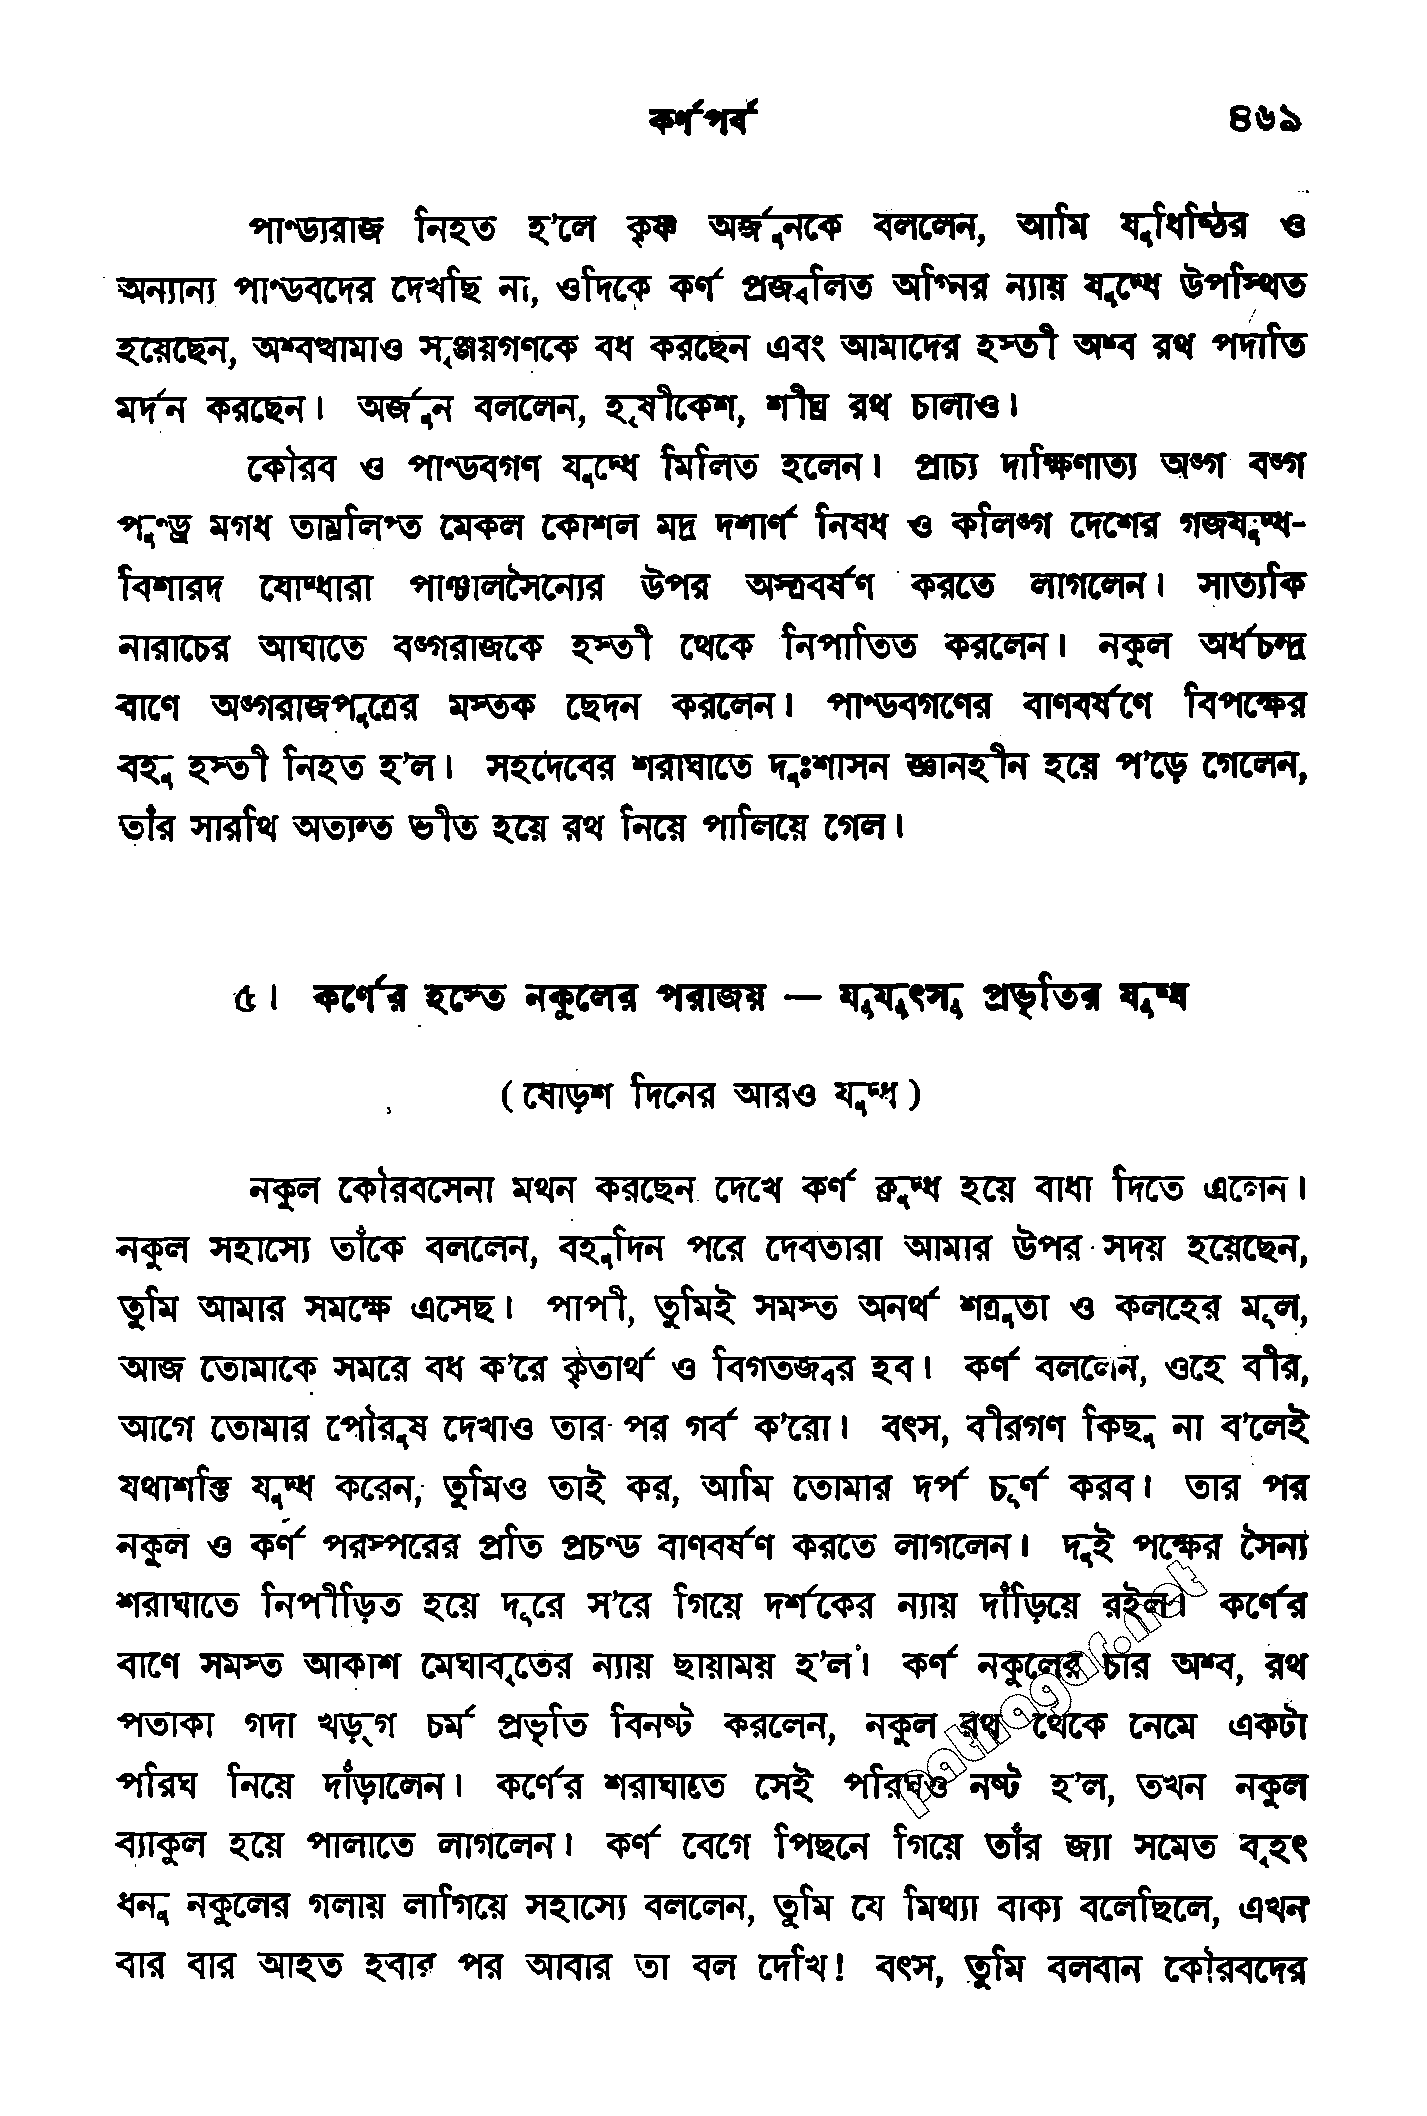 কর্ণপর্ব ৪৬৯
পাণ্ড্যরাজ নিহত হ'লে কৃষ্ণ অর্জুনকে বললেন, আমি যুধিষ্ঠির ও
অন্যান্য পাণ্ডবদের দেখছি না, ওদিকে কর্ণ প্রজ্বলিত অগ্নির ন্যায় যুদ্ধে উপস্থিত
হয়েছেন, অশ্বত্থামাও সৃঞ্জয়গণকে বধ করছেন এবং আমাদের হস্তী অশ্ব রথ পদাতি
মর্দন করছেন। অর্জুন বললেন, হৃষীকেশ, শীঘ্র রথ চালাও।
কৌরব ও পাণ্ডবগণ যুদ্ধে মিলিত হলেন। প্রাচ্য দাক্ষিণাত্য অঙ্গ বঙ্গ
পুণ্ড্র মগধ তাম্রলিপ্ত মেকল কোশল মদ্র দশার্ণ নিষধ ও কলিঙ্গ দেশের গজযুদ্ধ-
বিশারদ যোদ্ধারা পাঞ্চালসৈন্যের উপর অস্ত্রবর্ষণ করতে লাগলেন। সাত্যকি
নারাচের আঘাতে বঙ্গরাজকে হস্তী থেকে নিপাতিত করলেন। নকুল অর্ধচন্দ্র
বাণে অঙ্গরাজপুত্রের মস্তক ছেদন করলেন। পাণ্ডবগণের বাণবর্ষণে বিপক্ষের
বহু হস্তী নিহত হ'ল। সহদেবের শরাঘাতে দুঃশাসন জ্ঞানহীন হয়ে প'ড়ে গেলেন,
তাঁর সারথি অত্যন্ত ভীত হয়ে রথ নিয়ে পালিয়ে গেল।
৫। কর্ণের হস্তে নকুলের পরাজয় — যুযুৎসু প্রভৃতির যুদ্ধ
(ষোড়শ দিনের আরও যুদ্ধ)
নকুল কৌরবসেনা মথন করছেন দেখে কর্ণ ক্রুদ্ধ হয়ে বাধা দিতে এলেন।
নকুল সহাস্যে তাঁকে বললেন, বহুদিন পরে দেবতারা আমার উপর সদয় হয়েছেন,
তুমি আমার সমক্ষে এসেছ। পাপী, তুমিই সমস্ত অনর্থ শত্রুতা ও কলহের মূল,
আজ তোমাকে সমরে বধ ক'রে কৃতার্থ ও বিগতজ্বর হব। কর্ণ বললেন, ওহে বীর,
আগে তোমার পৌরুষ দেখাও তার পর গর্ব ক'রো। বৎস, বীরগণ কিছু না ব'লেই
যথাশক্তি যুদ্ধ করেন, তুমিও তাই কর, আমি তোমার দর্প চূর্ণ করব। তার পর
নকুল ও কর্ণ পরস্পরের প্রতি প্রচণ্ড বাণবর্ষণ করতে লাগলেন। দুই পক্ষের সৈন্য
শরাঘাতে নিপীড়িত হয়ে দূরে স'রে গিয়ে দর্শকের ন্যায় দাঁড়িয়ে রইল। কর্ণের
বাণে সমস্ত আকাশ মেঘাবৃতের ন্যায় ছায়াময় হ'ল। কর্ণ নকুলের চার অশ্ব, রথ
পতাকা গদা খড়্‌গ চর্ম প্রভৃতি বিনষ্ট করলেন, নকুল রথ থেকে নেমে একটা
পরিঘ নিয়ে দাঁড়ালেন। কর্ণের শরাঘাতে সেই পরিঘও নষ্ট হ'ল, তখন নকুল
ব্যাকুল হয়ে পালাতে লাগলেন। কর্ণ বেগে পিছনে গিয়ে তাঁর জ্যা সমেত বৃহৎ
ধনু নকুলের গলায় লাগিয়ে সহাস্যে বললেন, তুমি যে মিথ্যা বাক্য বলেছিলে, এখন
বার বার আহত হবার পর আবার তা বল দেখি! বৎস, তুমি বলবান কৌরবদের
patragar.net